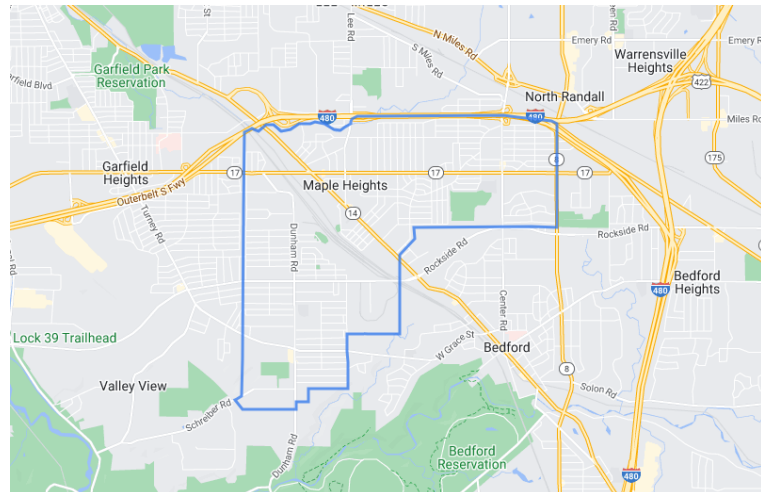 St
Lee Rd
N Miles Rd
S Miles Rd
Emery Rd
Emery R
Warrensville
Heights
Garfield Park
Reservation
arfield Blvd
422
North Randall
480
480
Miles Rd
8
175
Garfield
Heights
17
17
17
Outerbelt S Fwy
Maple Heights
14
Turney Rd
Dunham Rd
Rockside Rd
Rockside Rd
Bedford
Heights
480
Center Rd
Lock 39 Trailhead
W Grace St
Bedford
Valley View
8
Solon Rd
Schreiber Rd
Dunham Rd
Bedford
Reservation
480